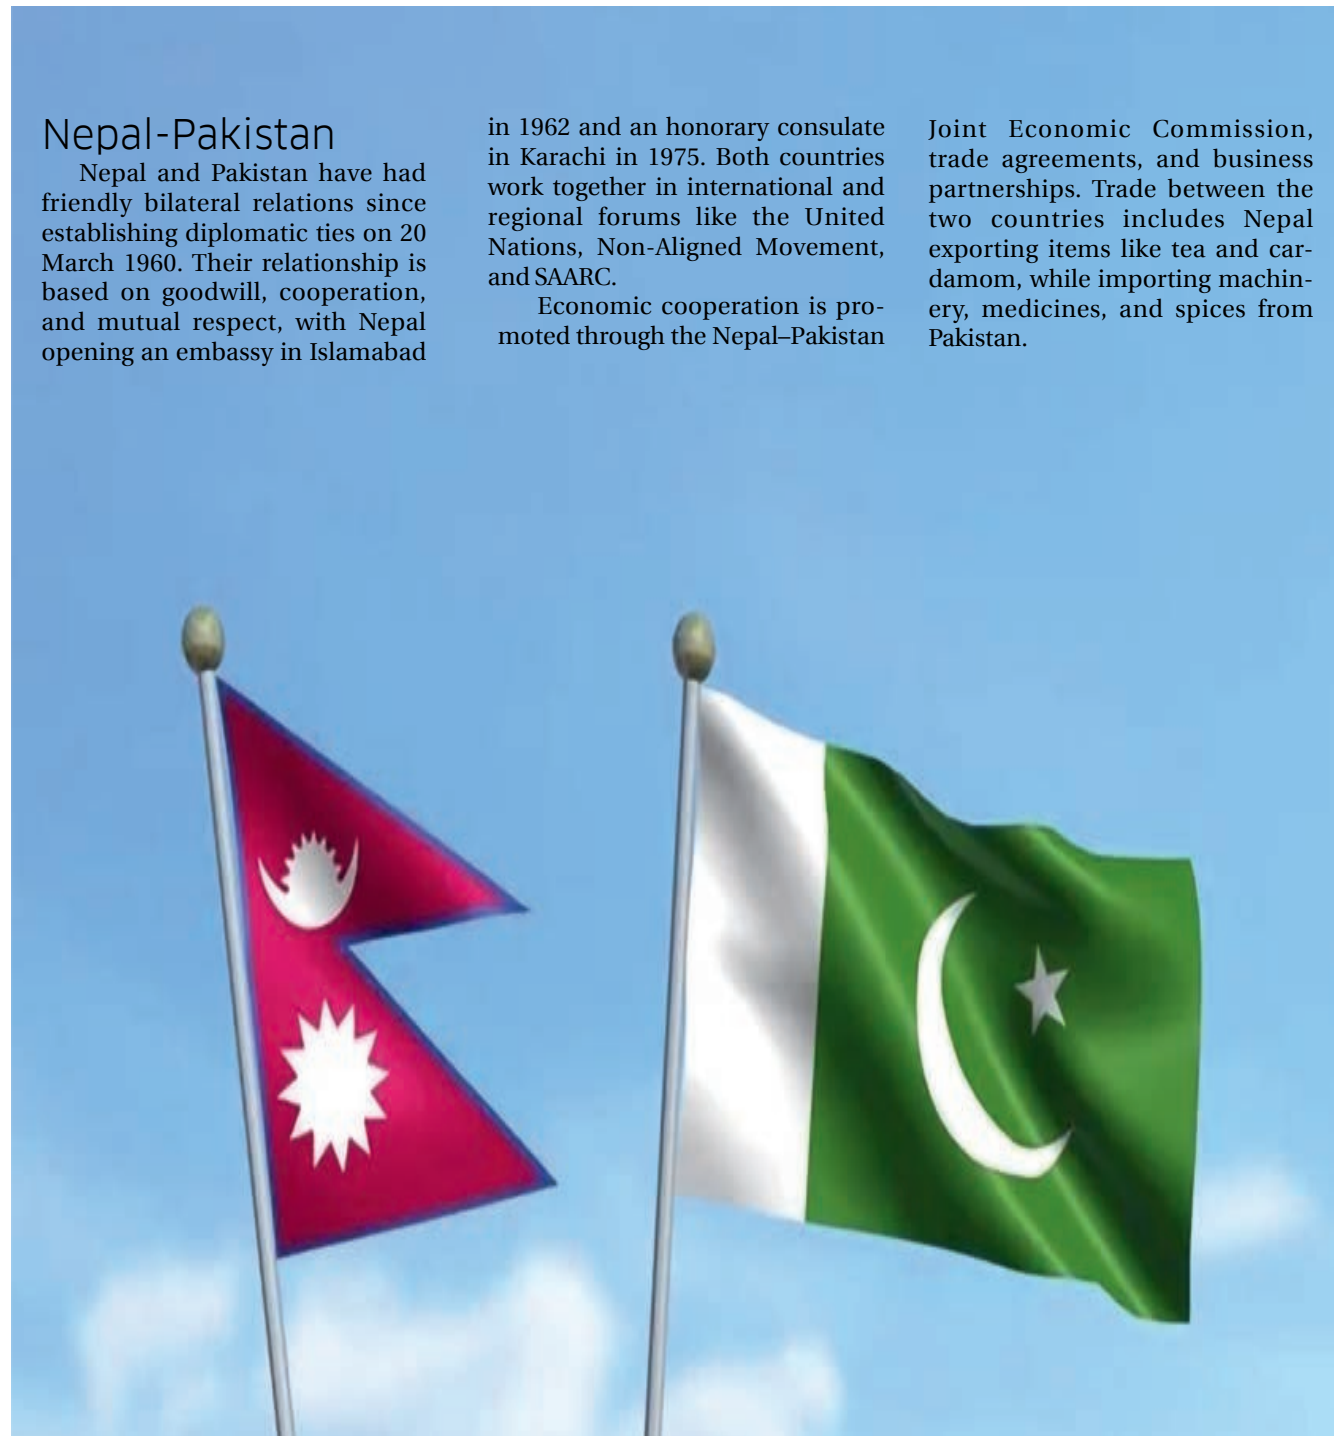 Nepal-Pakistan
Nepal and Pakistan have had
friendly bilateral relations since
establishing diplomatic ties on 20
March 1960. Their relationship is
based on goodwill, cooperation,
and mutual respect, with Nepal
opening an embassy in Islamabad
in 1962 and an honorary consulate
in Karachi in 1975. Both countries
work together in international and
regional forums like the United
Nations, Non-Aligned Movement,
and SAARC.
Economic cooperation is pro-
moted through the Nepal–Pakistan
Joint Economic Commission,
trade agreements, and business
partnerships. Trade between the
two countries includes Nepal
exporting items like tea and car-
damom, while importing machin-
ery, medicines, and spices from
Pakistan.